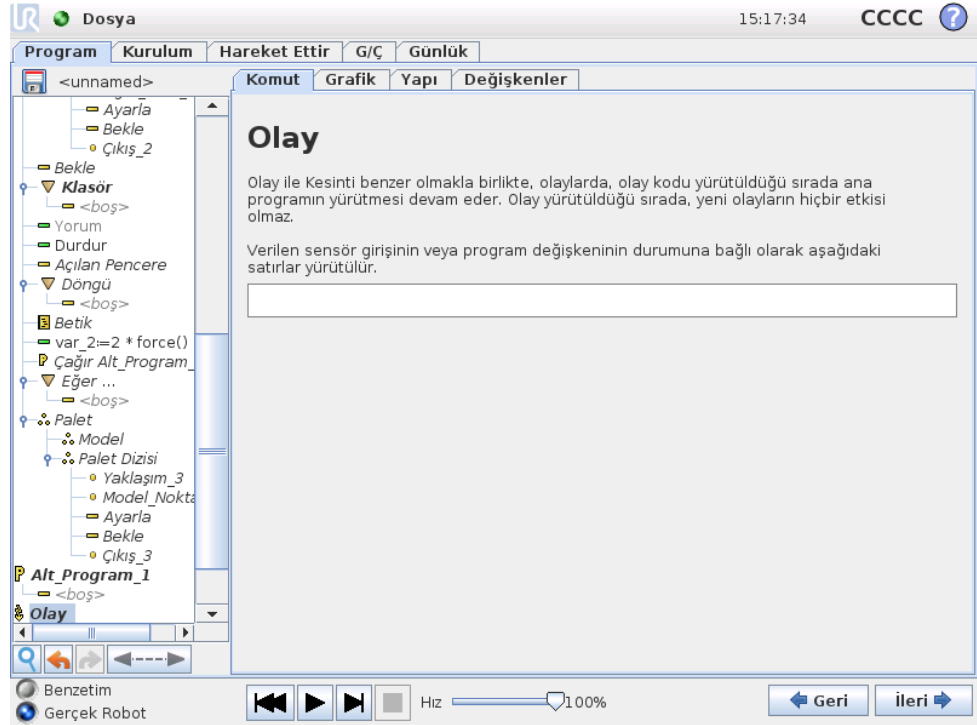 UR Dosya 15:17:34 CCCC ?
Program Kurulum Hareket Ettir G/Ç Günlük
<unnamed>
Komut Grafik Yapı Değişkenler
Ayarla
Bekle
Çıkış_2
Bekle
Klasör
<boş>
Yorum
Durdur
Açılan Pencere
Döngü
<boş>
Betik
var_2:=2 * force()
Çağır Alt_Program_
Eğer ...
<boş>
Palet
Model
Palet Dizisi
Yaklaşım_3
Model_Nokta
Ayarla
Bekle
Çıkış_3
Alt_Program_1
<boş>
Olay
Olay
Olay ile Kesinti benzer olmakla birlikte, olaylarda, olay kodu yürütüldüğü sırada ana
programın yürütmesi devam eder. Olay yürütüldüğü sırada, yeni olayların hiçbir etkisi
olmaz.
Verilen sensör girişinin veya program değişkeninin durumuna bağlı olarak aşağıdaki
satırlar yürütülür.
Benzetim
Gerçek Robot
Hız 100%
Geri İleri